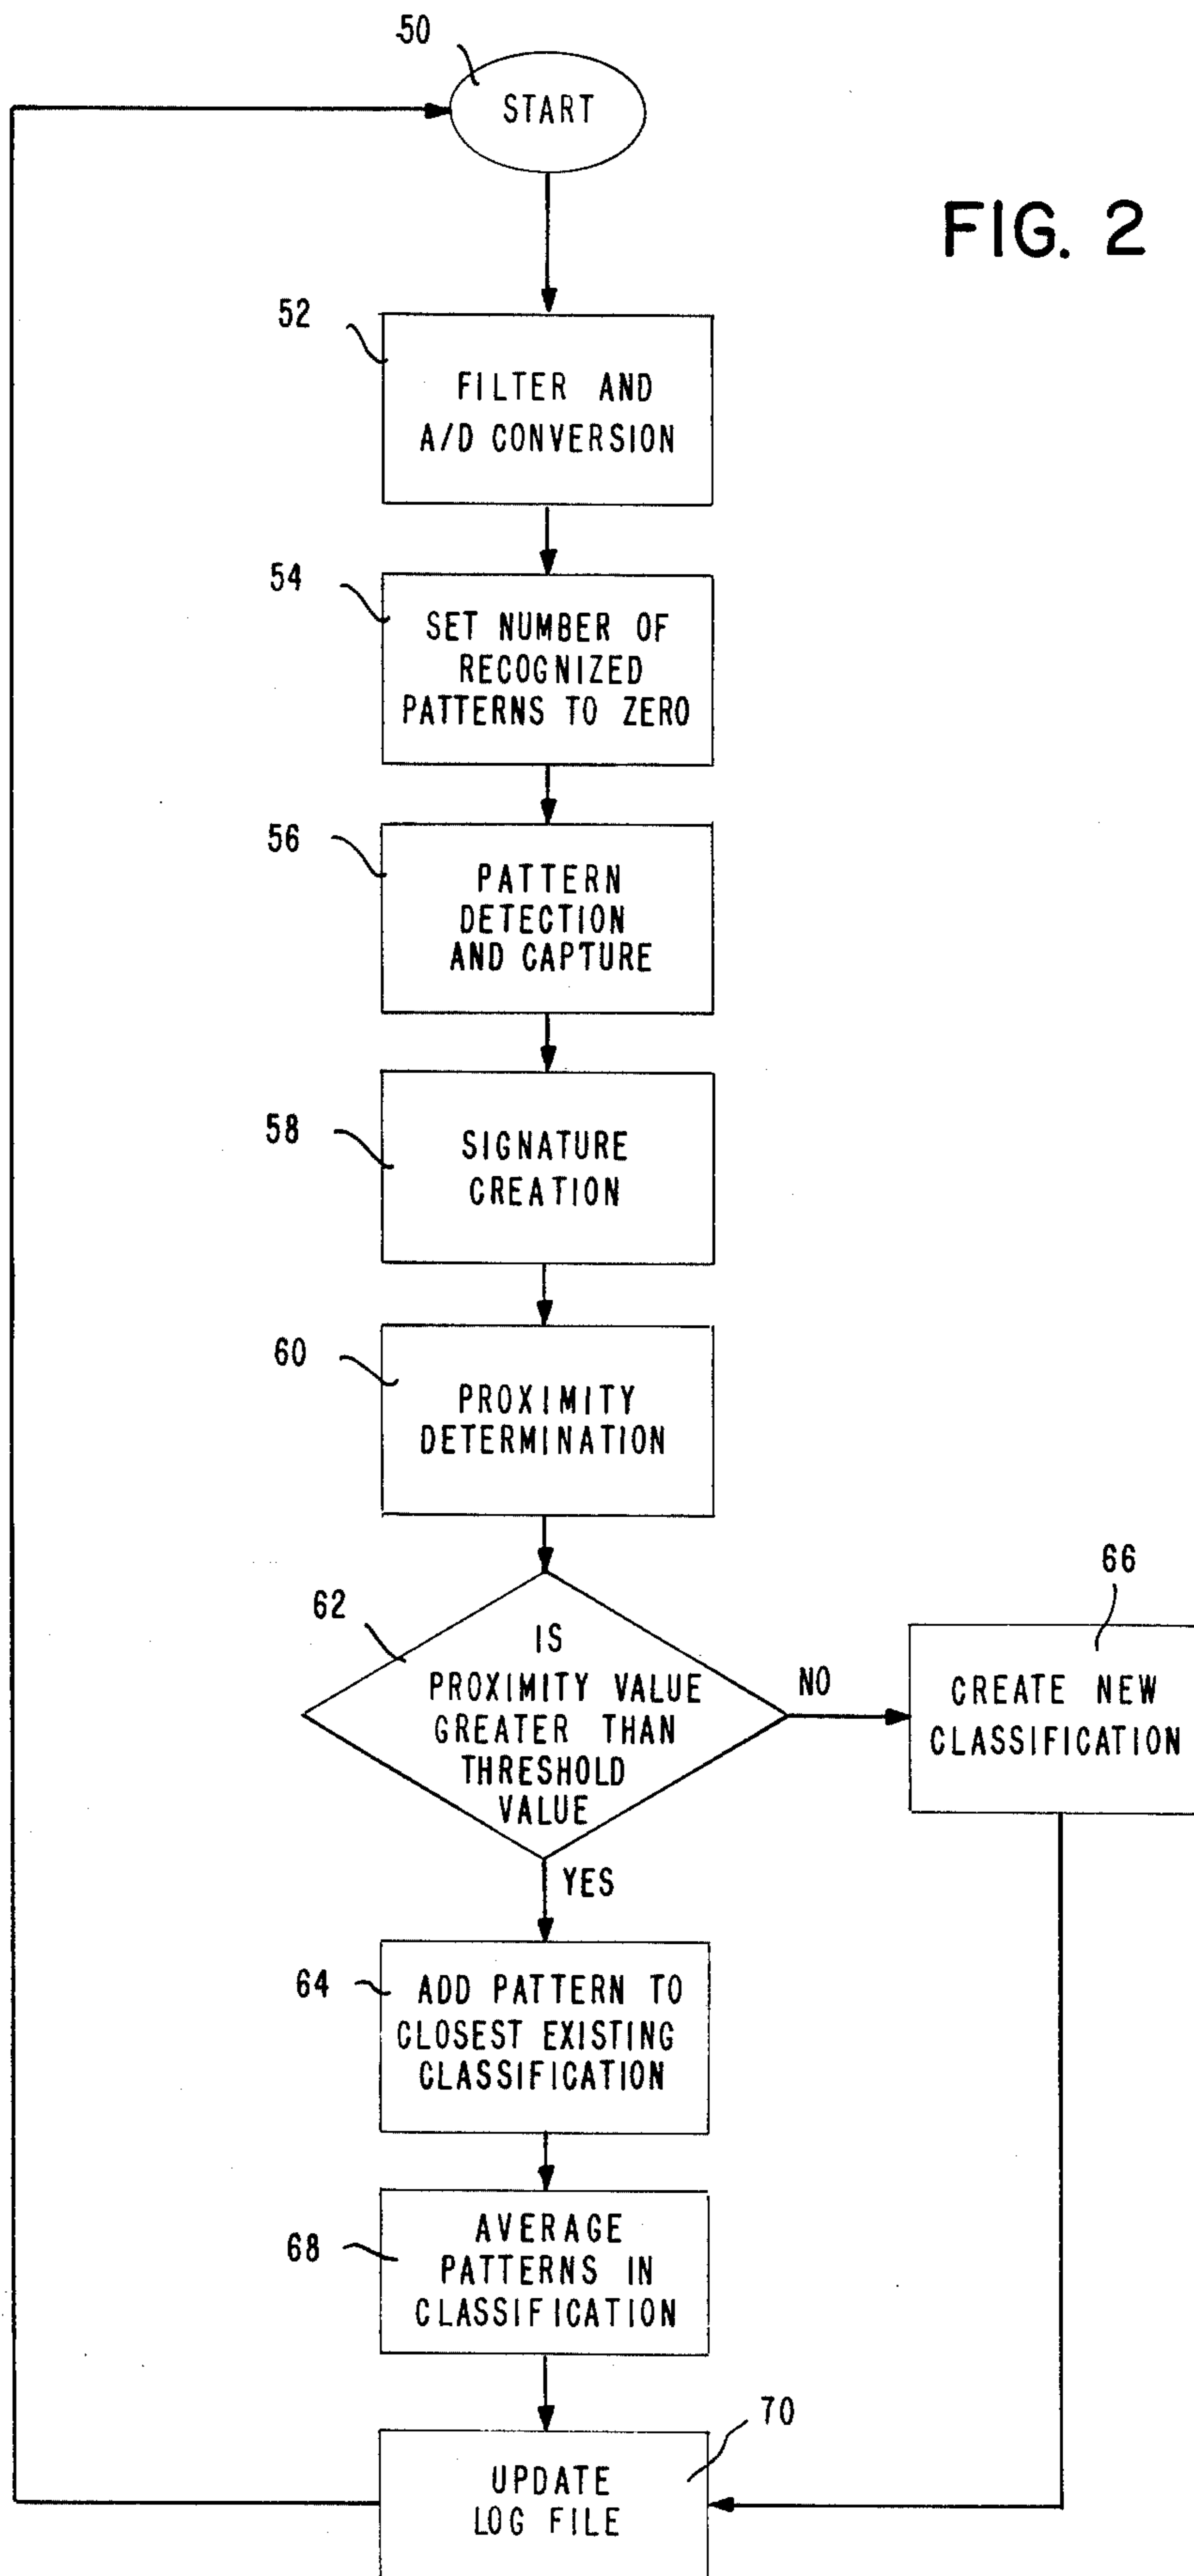 50
START
FIG. 2
52
FILTER AND
A/D CONVERSION
54
SET NUMBER OF
RECOGNIZED
PATTERNS TO ZERO
56
PATTERN
DETECTION
AND CAPTURE
58
SIGNATURE
CREATION
60
PROXIMITY
DETERMINATION
62
IS
PROXIMITY VALUE
GREATER THAN
THRESHOLD
VALUE
NO
66
CREATE NEW
CLASSIFICATION
YES
64
ADD PATTERN TO
CLOSEST EXISTING
CLASSIFICATION
68
AVERAGE
PATTERNS IN
CLASSIFICATION
70
UPDATE
LOG FILE